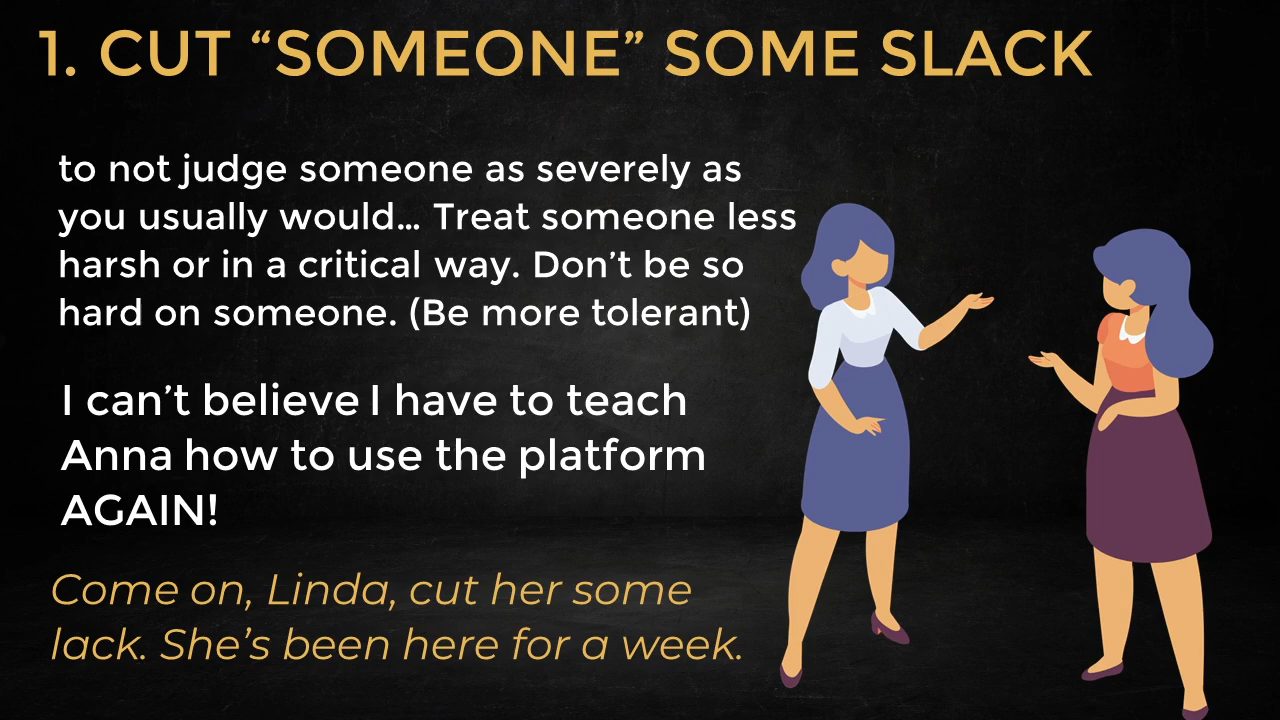 1. CUT “SOMEONE” SOME SLACK
to not judge someone as severely as
you usually would... Treat someone less
harsh or in a critical way. Don’t be so
hard on someone. (Be more tolerant)
I can’t believe I have to teach
Anna how to use the platform
AGAIN!
Come on, Linda, cut her some
lack. She’s been here for a week.